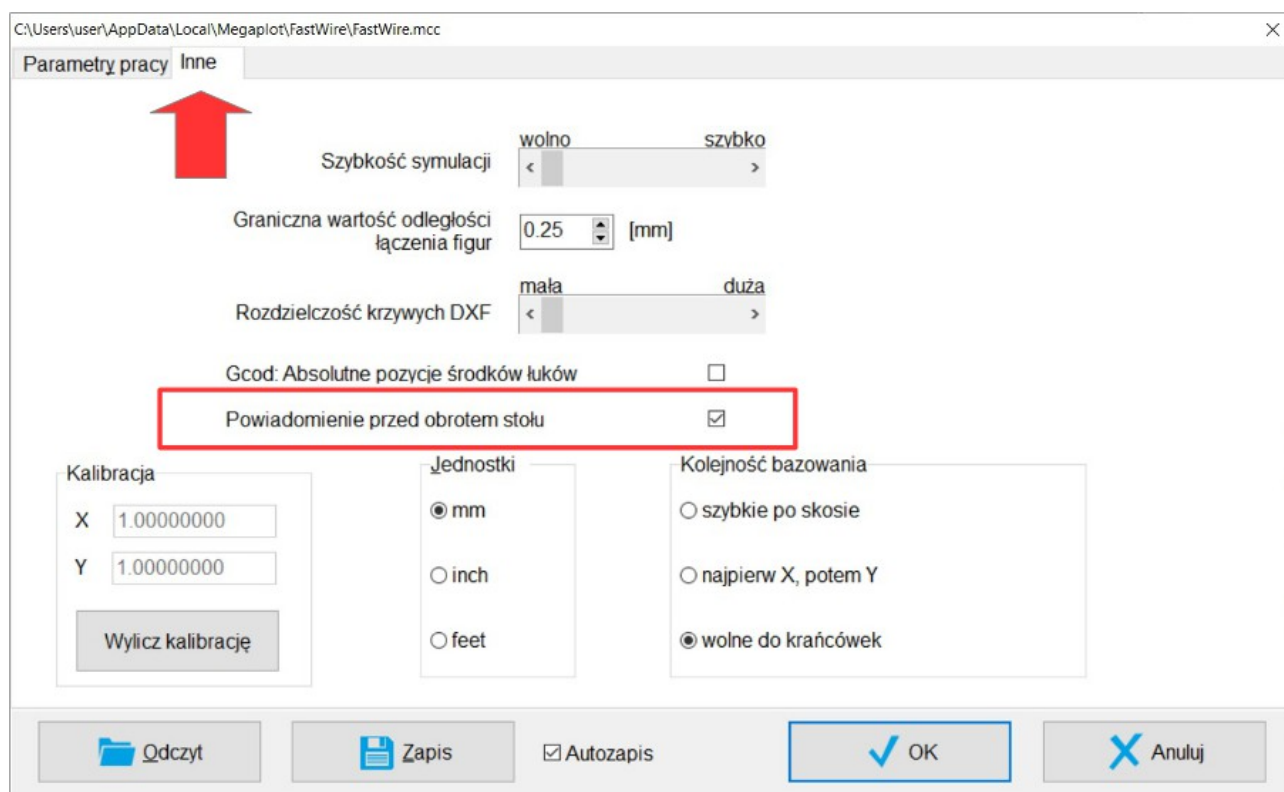 C:\Users\user\AppData\Local\Megaplot\FastWire\FastWire.mcc
Parametry pracy Inne
wolno szybko
Szybkość symulacji
Graniczna wartość odległości
łączenia figur
0.25 [mm]
mała duża
Rozdzielczość krzywych DXF
Gcod: Absolutne pozycje środków łuków
Powiadomienie przed obrotem stołu
Kalibracja
X 1.00000000
Y 1.00000000
Wylicz kalibrację
Jednostki
mm
inch
feet
Kolejność bazowania
szybkie po skosie
najpierw X, potem Y
wolne do krańcówek
Odczyt
Zapis
Autozapis
OK
Anuluj